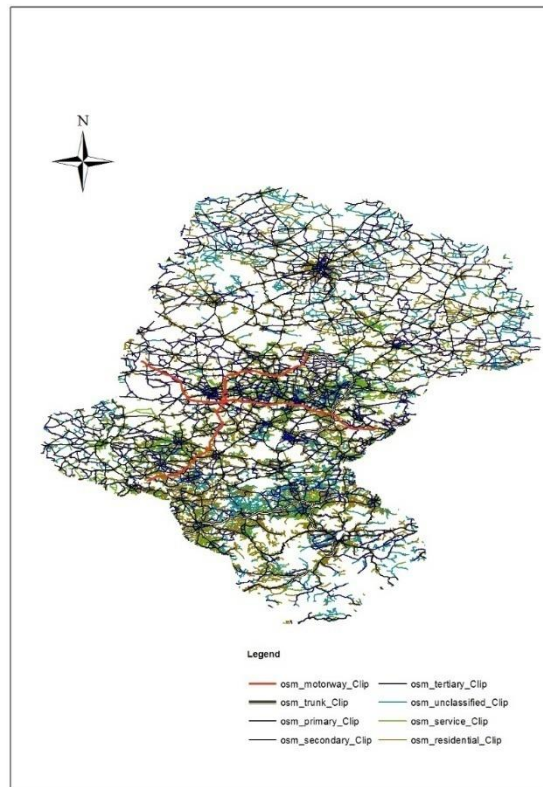 N
Legend
osm_motorway_Clip
osm_trunk_Clip
osm_primary_Clip
osm_secondary_Clip
osm_tertiary_Clip
osm_unclassified_Clip
osm_service_Clip
osm_residential_Clip